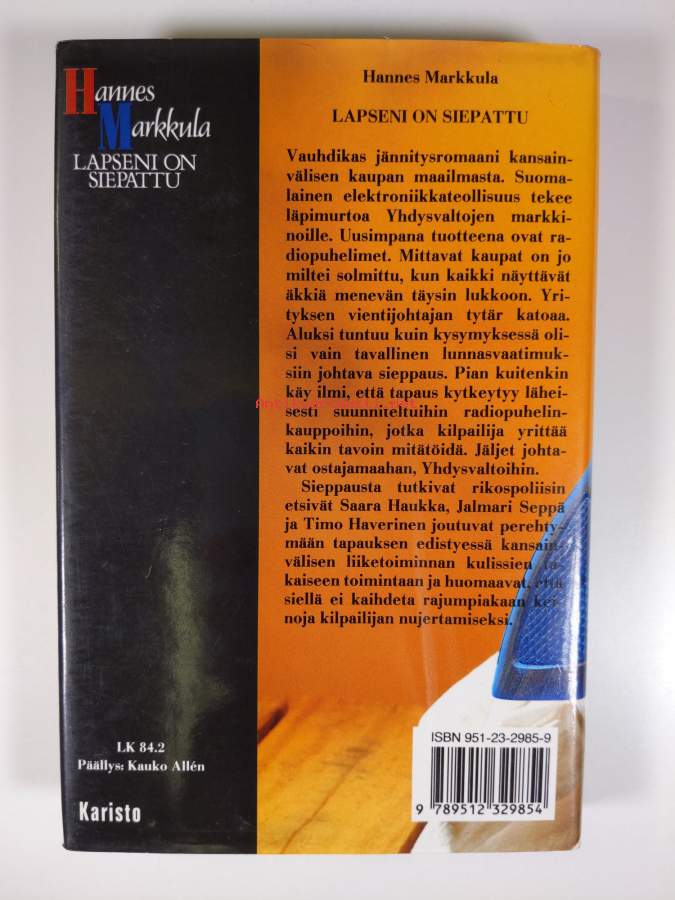 Hannes
Markkula
LAPSENI ON
SIEPATTU
LK 84.2
Päällys: Kauko Allén
Karisto
Hannes Markkula
LAPSENI ON SIEPATTU
Vauhdikas jännitysromaani kansain-
välisen kaupan maailmasta. Suoma-
lainen elektroniikkateollisuus tekee
läpimurtoa Yhdysvaltojen markki-
noille. Uusimpana tuotteena ovat ra-
diopuhelimet. Mittavat kaupat on jo
miltei solmittu, kun kaikki näyttävät
äkkiä menevän täysin lukkoon. Yri-
tyksen vientijohtajan tytär katoaa.
Aluksi tuntuu kuin kysymyksessä oli-
si vain tavallinen lunnasvaatimuk-
siin johtava sieppaus. Pian kuitenkin
käy ilmi, että tapaus kytkeytyy lähei-
sesti suunniteltuihin radiopuhelin-
kauppoihin, jotka kilpailija yrittää
kaikin tavoin mitätöidä. Jäljet johta-
vat ostajamaahan, Yhdysvaltoihin.
Sieppausta tutkivat rikospoliisin
etsivät Saara Haukka, Jalmari Seppä
ja Timo Haverinen joutuvat perehty-
mään tapauksen edistyessä kansain-
välisen liiketoiminnan kulissien ta-
kaiseen toimintaan ja huomaavat, että
siellä ei kaihdeta rajumpiakaan kei-
noja kilpailijan nujertamiseksi.
ISBN 951-23-2985-9
9 789512 329854